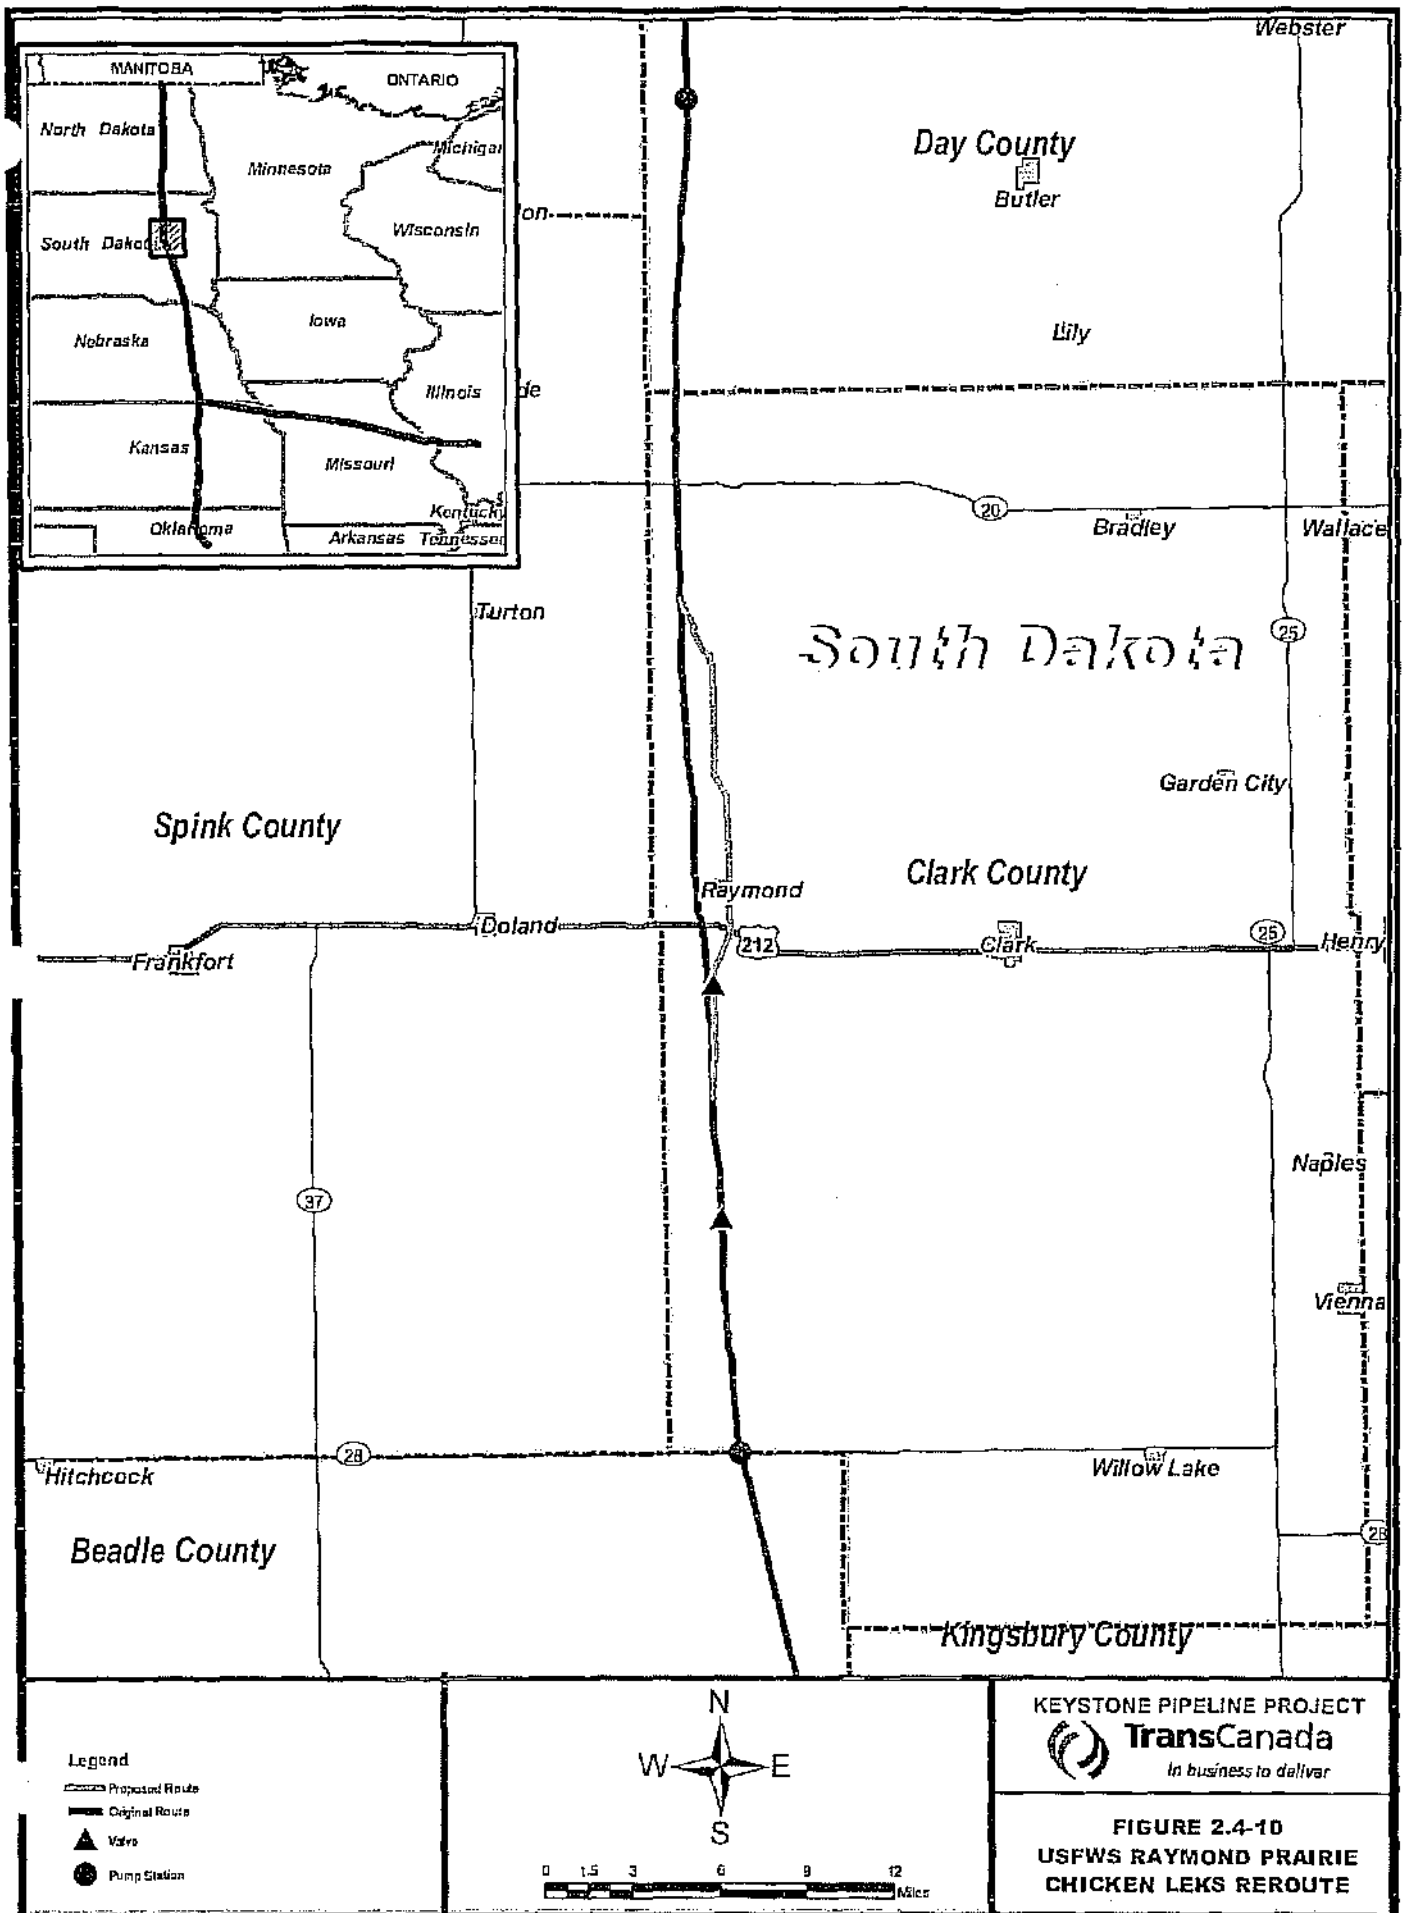 Webster
MANITOBA
ONTARIO
North Dakota
Michigan
Minnesota
Day County
Butler
on
Wisconsin
South Dakot
Iowa
Lily
Nebraska
Illinois
de
Kansas
Missouri
20
Kentucky
Bradley
Wallace
Oklahoma
Arkansas
Tennessee
Turton
South Dakota
25
Garden City
Spink County
Clark County
Raymond
Doland
212
Clark
25
Henry
Frankfort
Naples
37
Vienna
28
Hitchcock
Willow Lake
28
Beadle County
Kingsbury County
Legend
Proposed Route
Original Route
Valve
Pump Station
N
W
E
S
0 1.5 3 6 9 12
Miles
KEYSTONE PIPELINE PROJECT
TransCanada
In business to deliver
FIGURE 2.4-10
USFWS RAYMOND PRAIRIE
CHICKEN LEKS REROUTE